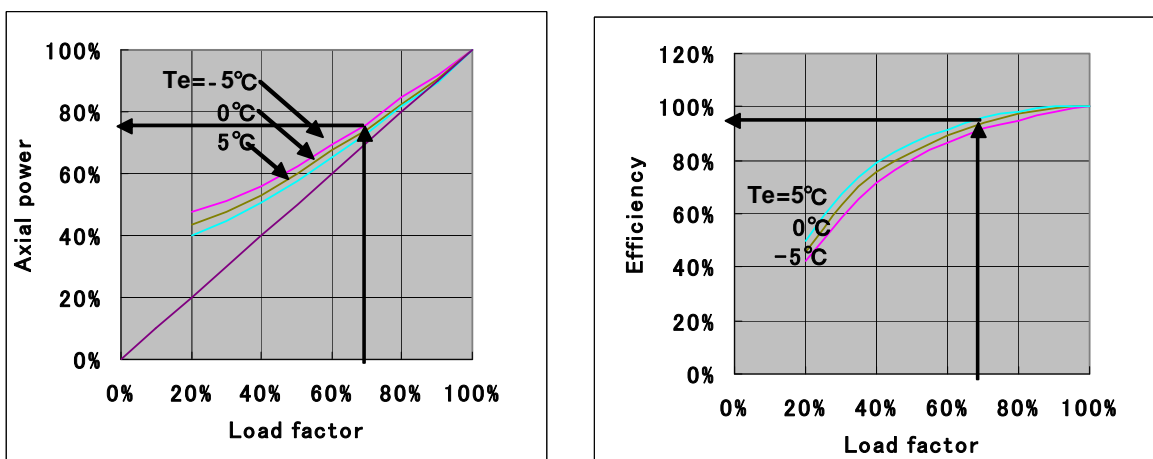 100%
80%
60%
40%
20%
0%
Axial power
Te=-5℃
0℃
5℃
0% 20% 40% 60% 80% 100%
Load factor
120%
100%
80%
60%
40%
20%
0%
Efficiency
Te=5℃
0℃
-5℃
0% 20% 40% 60% 80% 100%
Load factor